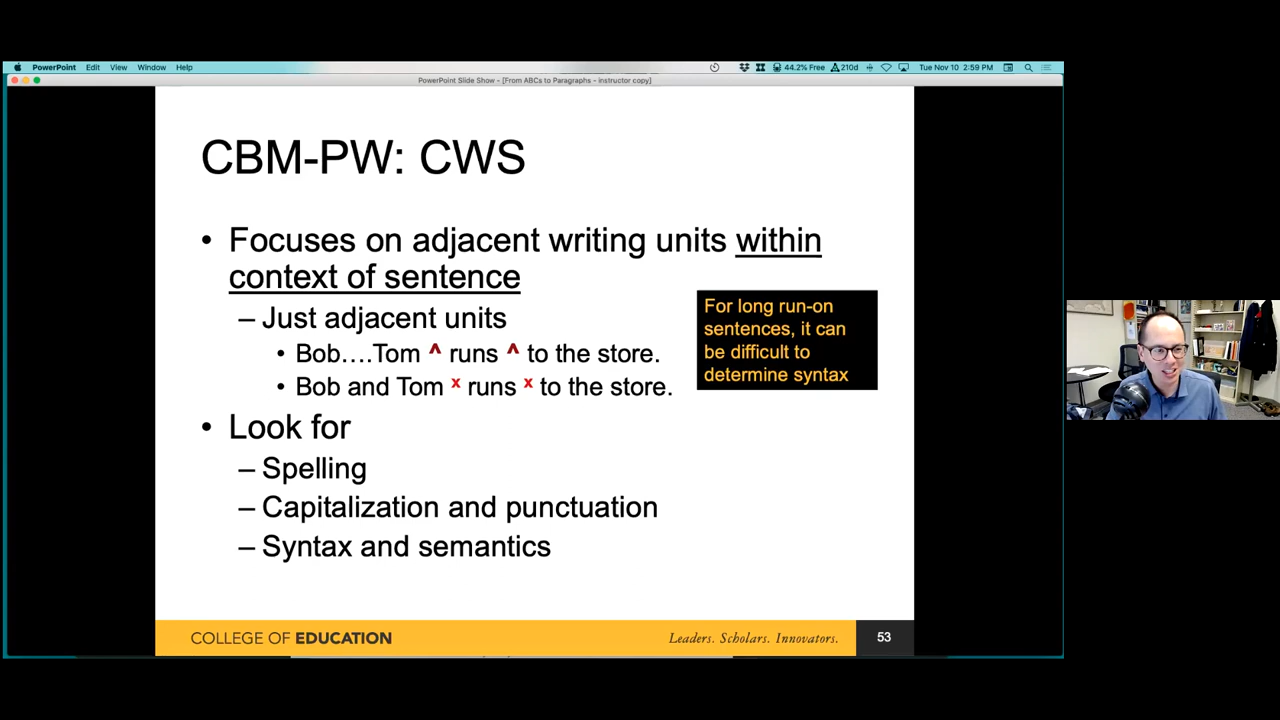 PowerPoint Edit View Window Help 44.2% Free 210d Tue Nov 10 2:59 PM
PowerPoint Slide Show - [From ABCs to Paragraphs - instructor copy]
CBM-PW: CWS
• Focuses on adjacent writing units within
context of sentence
– Just adjacent units
• Bob….Tom ^ runs ^ to the store.
• Bob and Tom x runs x to the store.
For long run-on
sentences, it can
be difficult to
determine syntax
• Look for
– Spelling
– Capitalization and punctuation
– Syntax and semantics
COLLEGE OF EDUCATION
Leaders. Scholars. Innovators.
53